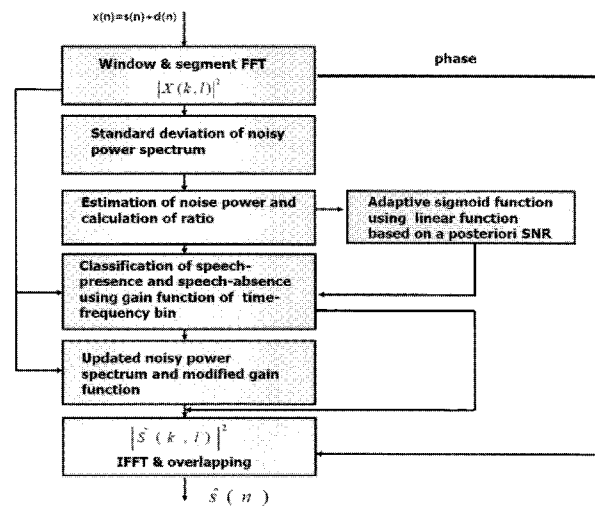 x(n)=s(n)+d(n)
Window & segment FFT
|X(k,l)|²
phase
Standard deviation of noisy
power spectrum
Estimation of noise power and
calculation of ratio
Adaptive sigmoid function
using linear function
based on a posteriori SNR
Classification of speech-
presence and speech-absence
using gain function of time-
frequency bin
Updated noisy power
spectrum and modified gain
function
|Ŝ(k,l)|²
IFFT & overlapping
ŝ(n)